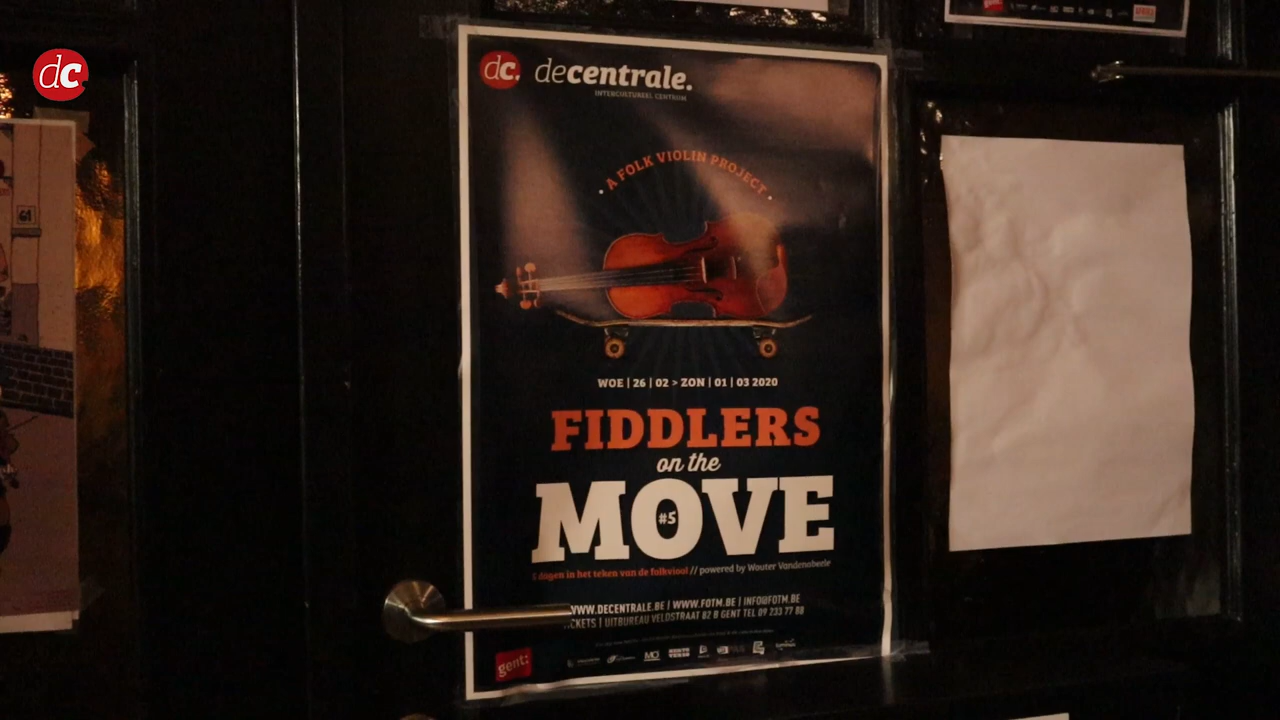 dc
dc. decentrale.
INTERCULTUREEL CENTRUM
• A FOLK VIOLIN PROJECT •
WOE | 26 | 02 > ZON | 01 | 03 2020
FIDDLERS
on the
MOVE
#5
5 dagen in het teken van de folkviool // powered by Wouter Vandenabeele
WWW.DECENTRALE.BE | WWW.FOTM.BE | INFO@FOTM.BE
TICKETS | UITBUREAU VELDSTRAAT 82 B GENT TEL 09 233 77 88
gent:
MO
61